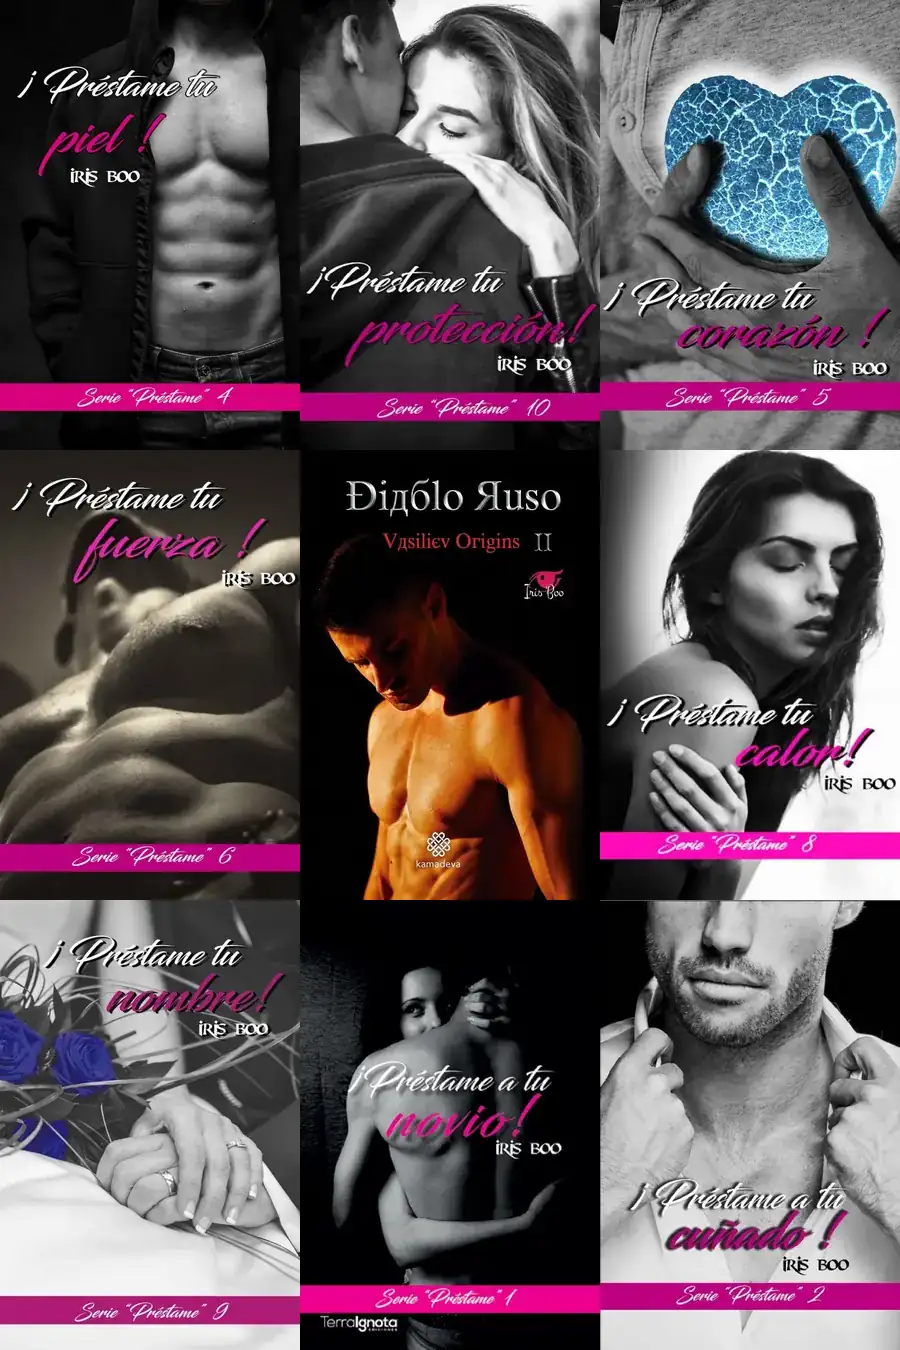 ¡ Préstame tu
piel !
IRIS BOO
Serie "Préstame" 4
¡Préstame tu
protección!
IRIS BOO
Serie "Préstame" 10
¡ Préstame tu
corazón !
IRIS BOO
Serie "Préstame" 5
¡ Préstame tu
fuerza !
IRIS BOO
Serie "Préstame" 6
Điдбlo Яuso
Vдsiliєv Origins II
Iris Boo
kamadeva
¡ Préstame tu
calor!
IRIS BOO
Serie "Préstame" 8
¡ Préstame tu
nombre!
IRIS BOO
Serie "Préstame" 9
¡Préstame a tu
novio!
IRIS BOO
Serie "Préstame" 1
TerraIgnota
EDICIONES
¡ Préstame a tu
cuñado !
IRIS BOO
Serie "Préstame" 2